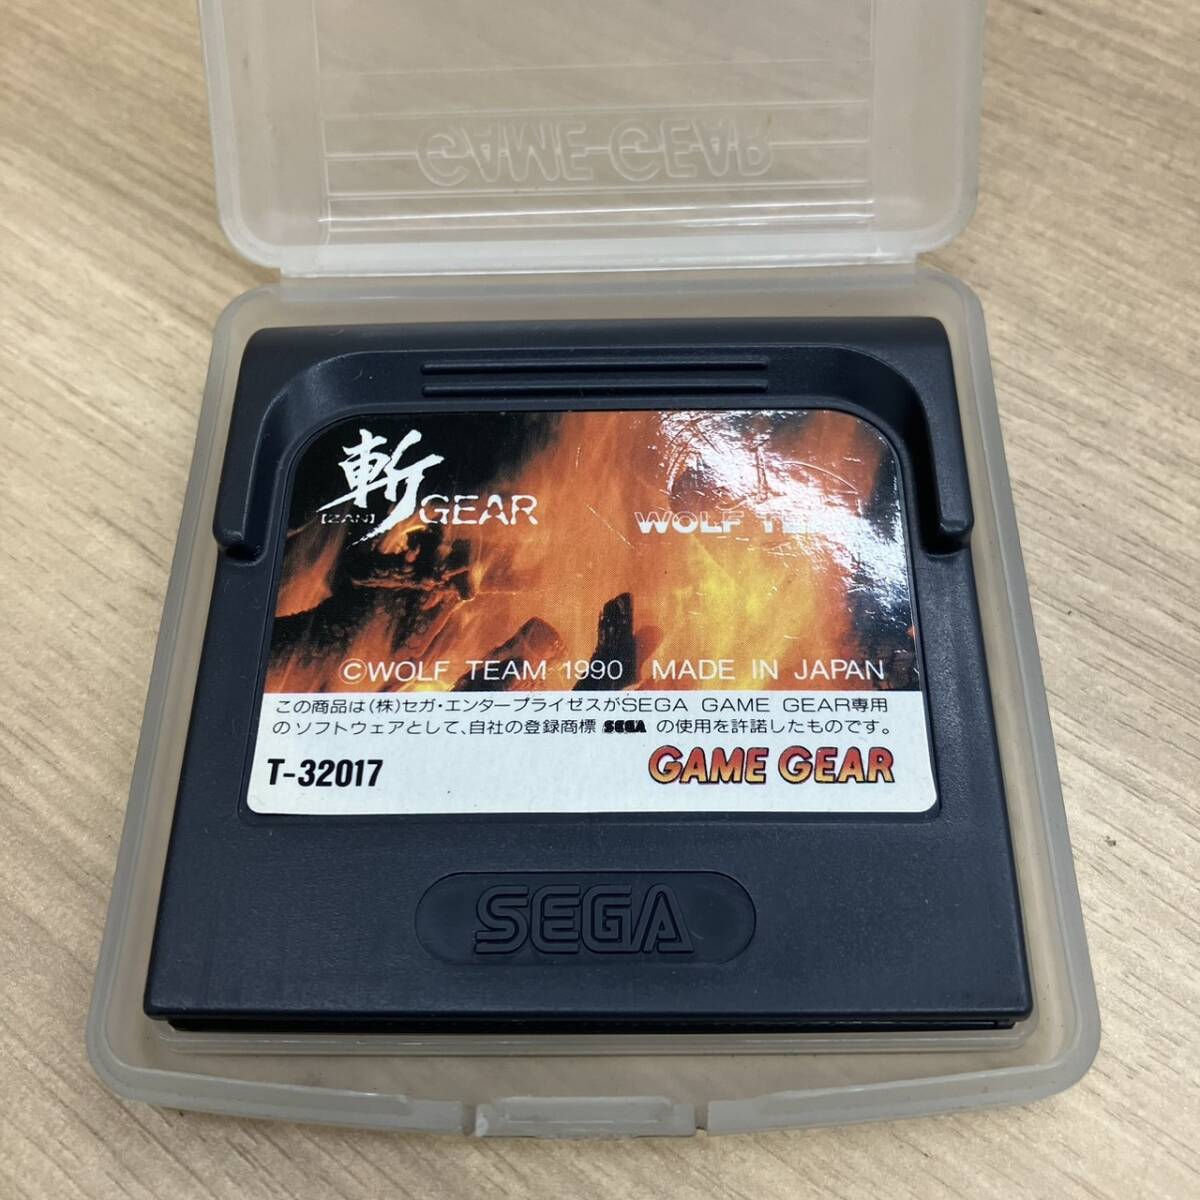 GAME GEAR
斬 GEAR
[ZAN]
WOLF
©WOLF TEAM 1990 MADE IN JAPAN
この商品は(株)セガ・エンタープライゼスがSEGA GAME GEAR専用
のソフトウェアとして、自社の登録商標 SEGA の使用を許諾したものです。
T-32017
GAME GEAR
SEGA